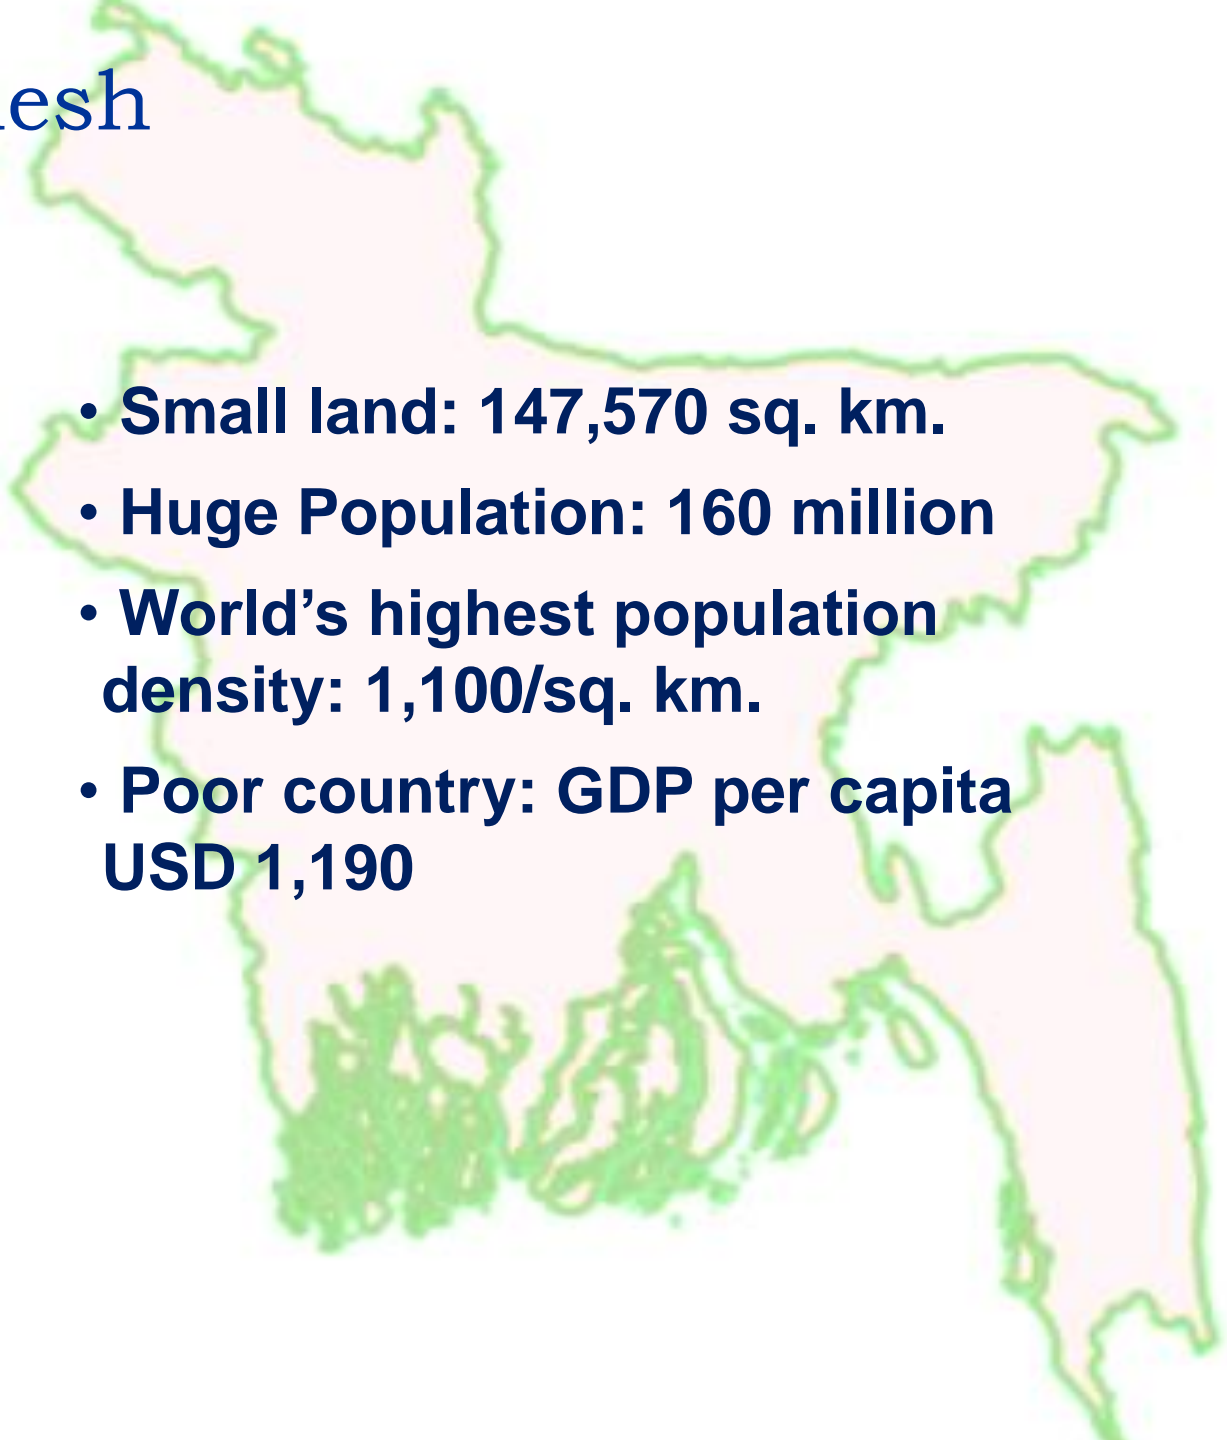 esh
• Small land: 147,570 sq. km.
• Huge Population: 160 million
• World’s highest population
density: 1,100/sq. km.
• Poor country: GDP per capita
USD 1,190